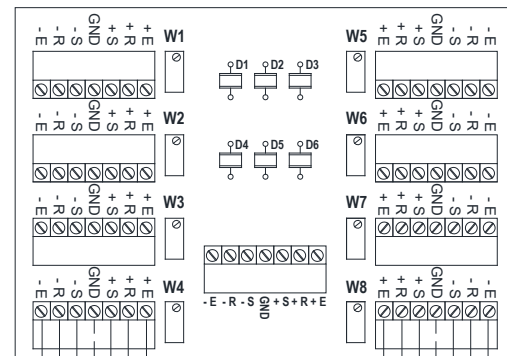 - E - R - S GND + S + R + E W1 D1 D2 D3 W5 + E + R + S GND - S - R - E
- E - R - S GND + S + R + E W2 D4 D5 D6 W6 + E + R + S GND - S - R - E
- E - R - S GND + S + R + E W3 W7 + E + R + S GND - S - R - E
- E - R - S GND + S + R + E W4 - E - R - S GND + S + R + E W8 + E + R + S GND - S - R - E